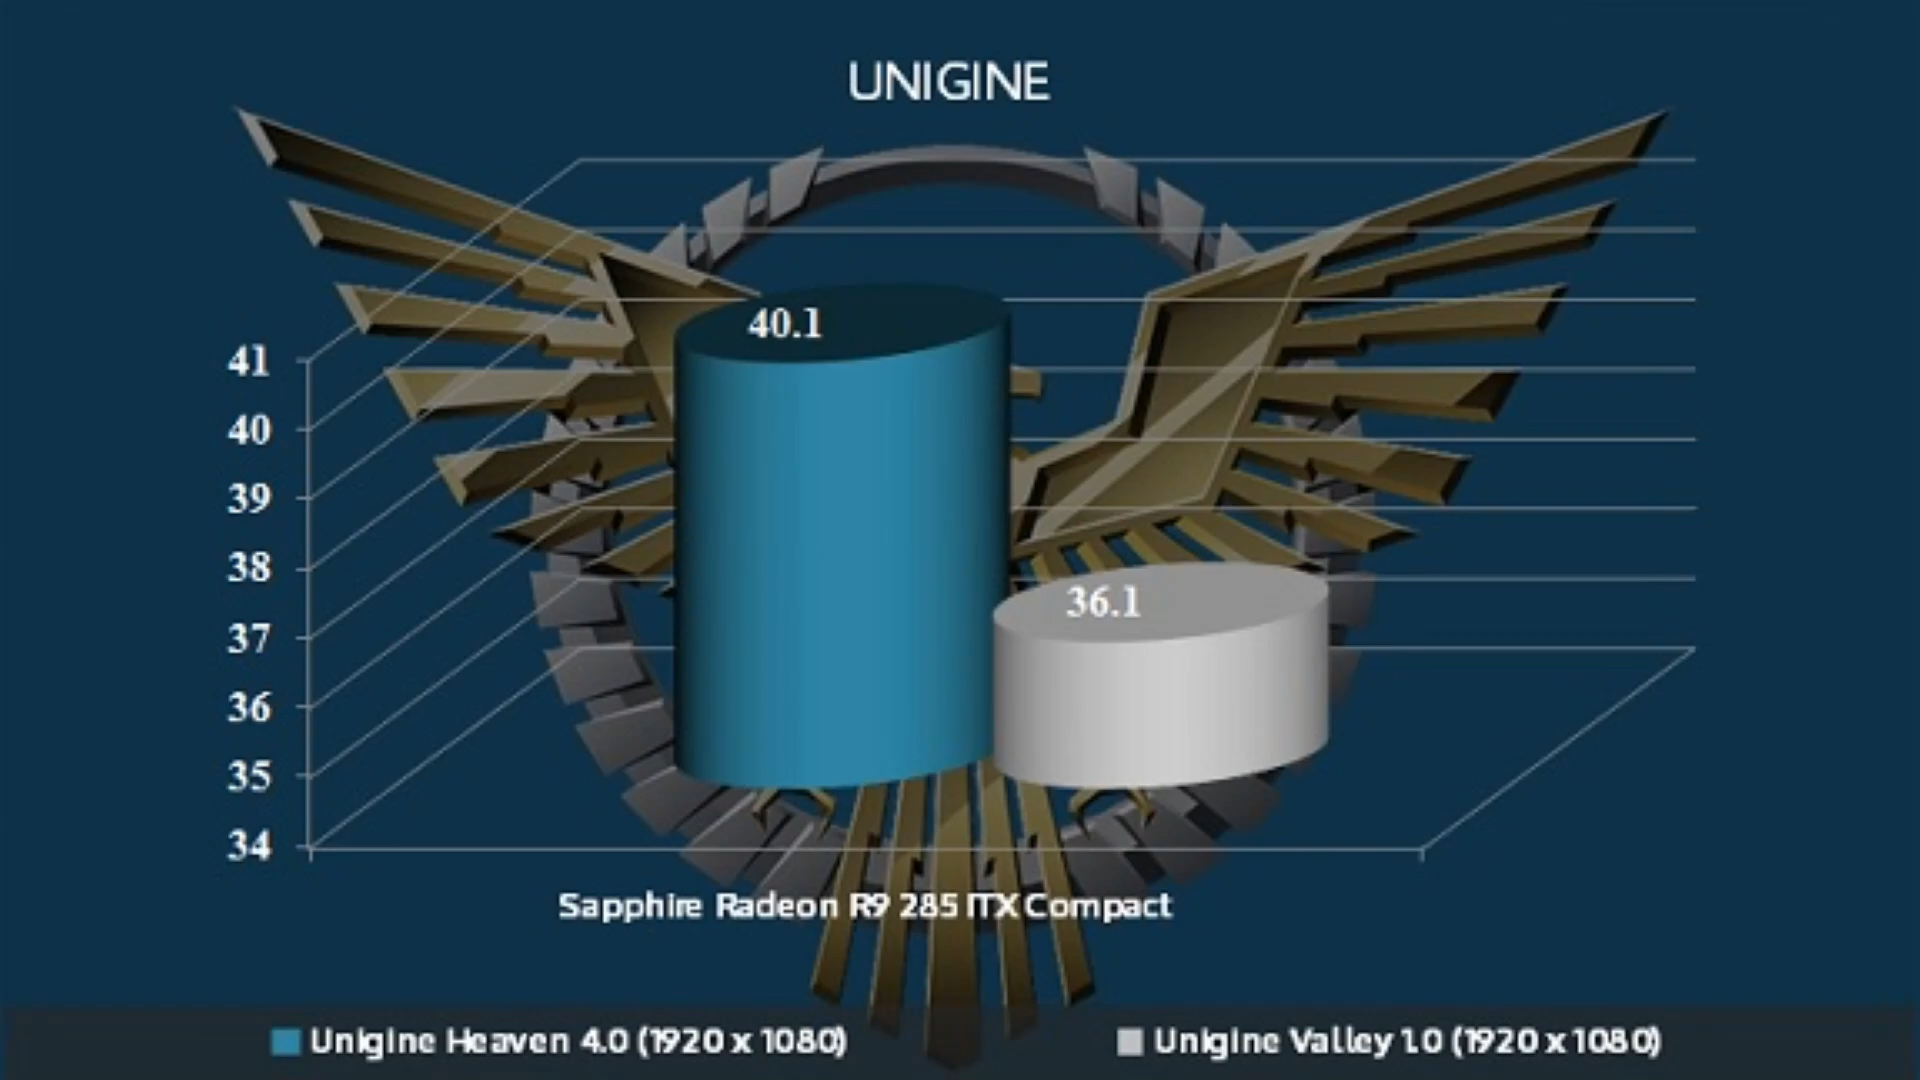 UNIGINE
40.1
36.1
41
40
39
38
37
36
35
34
Sapphire Radeon R9 285 ITX Compact
Unigine Heaven 4.0 (1920 x 1080)
Unigine Valley 1.0 (1920 x 1080)